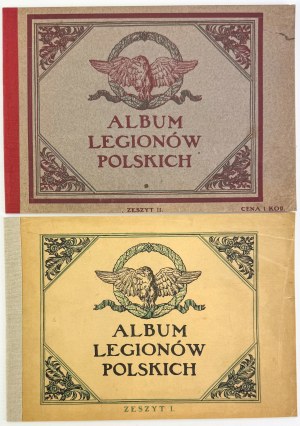 ALBUM
LEGIONÓW
POLSKICH
ZESZYT II.
CENA 1 KOR.
ALBUM
LEGIONÓW
POLSKICH
ZESZYT I.